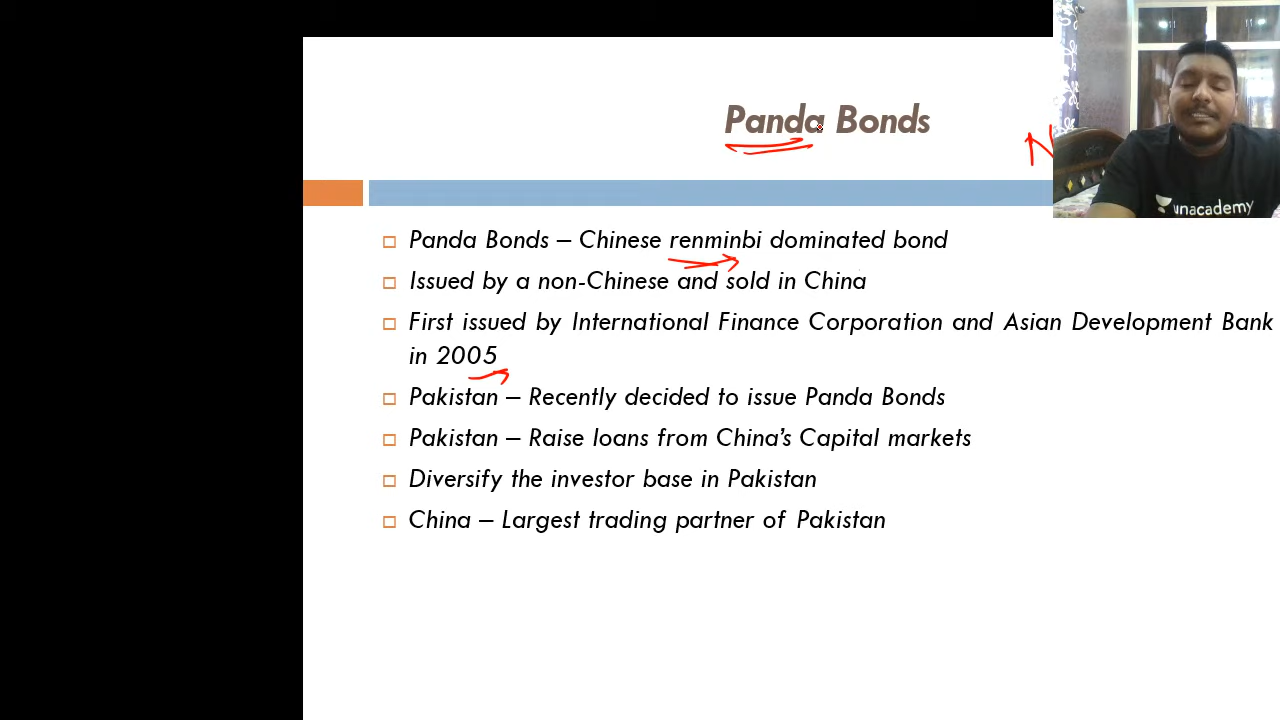 Panda Bonds
N
unacademy
Panda Bonds – Chinese renminbi dominated bond
Issued by a non-Chinese and sold in China
First issued by International Finance Corporation and Asian Development Bank
in 2005
Pakistan – Recently decided to issue Panda Bonds
Pakistan – Raise loans from China’s Capital markets
Diversify the investor base in Pakistan
China – Largest trading partner of Pakistan